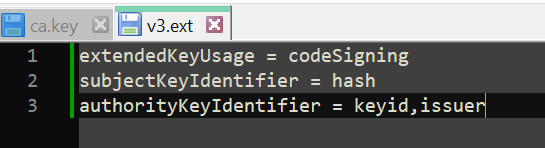 ca.key v3.ext
1 extendedKeyUsage = codeSigning
2 subjectKeyIdentifier = hash
3 authorityKeyIdentifier = keyid,issuer